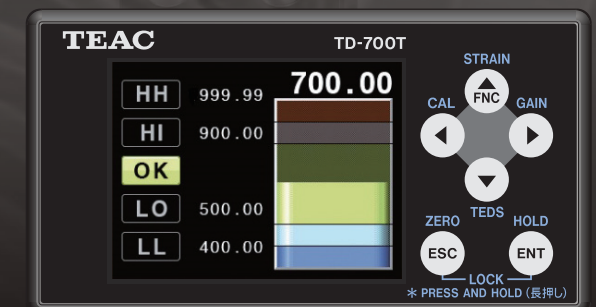 TEAC
TD-700T
STRAIN
FNC
CAL
GAIN
TEDS
ZERO
HOLD
ESC
ENT
LOCK
* PRESS AND HOLD (長押し)
700.00
HH 999.99
HI 900.00
OK
LO 500.00
LL 400.00